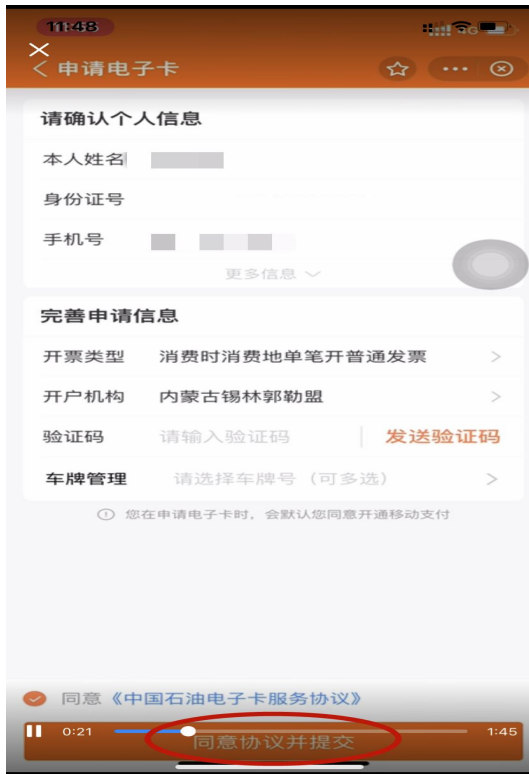 11:48
5G
申请电子卡
请确认个人信息
本人姓名
身份证号
手机号
更多信息
完善申请信息
开票类型 消费时消费地单笔开普通发票
开户机构 内蒙古锡林郭勒盟
验证码 请输入验证码 发送验证码
车牌管理 请选择车牌号（可多选）
您在申请电子卡时，会默认您同意开通移动支付
同意《中国石油电子卡服务协议》
0:21 1:45
同意协议并提交